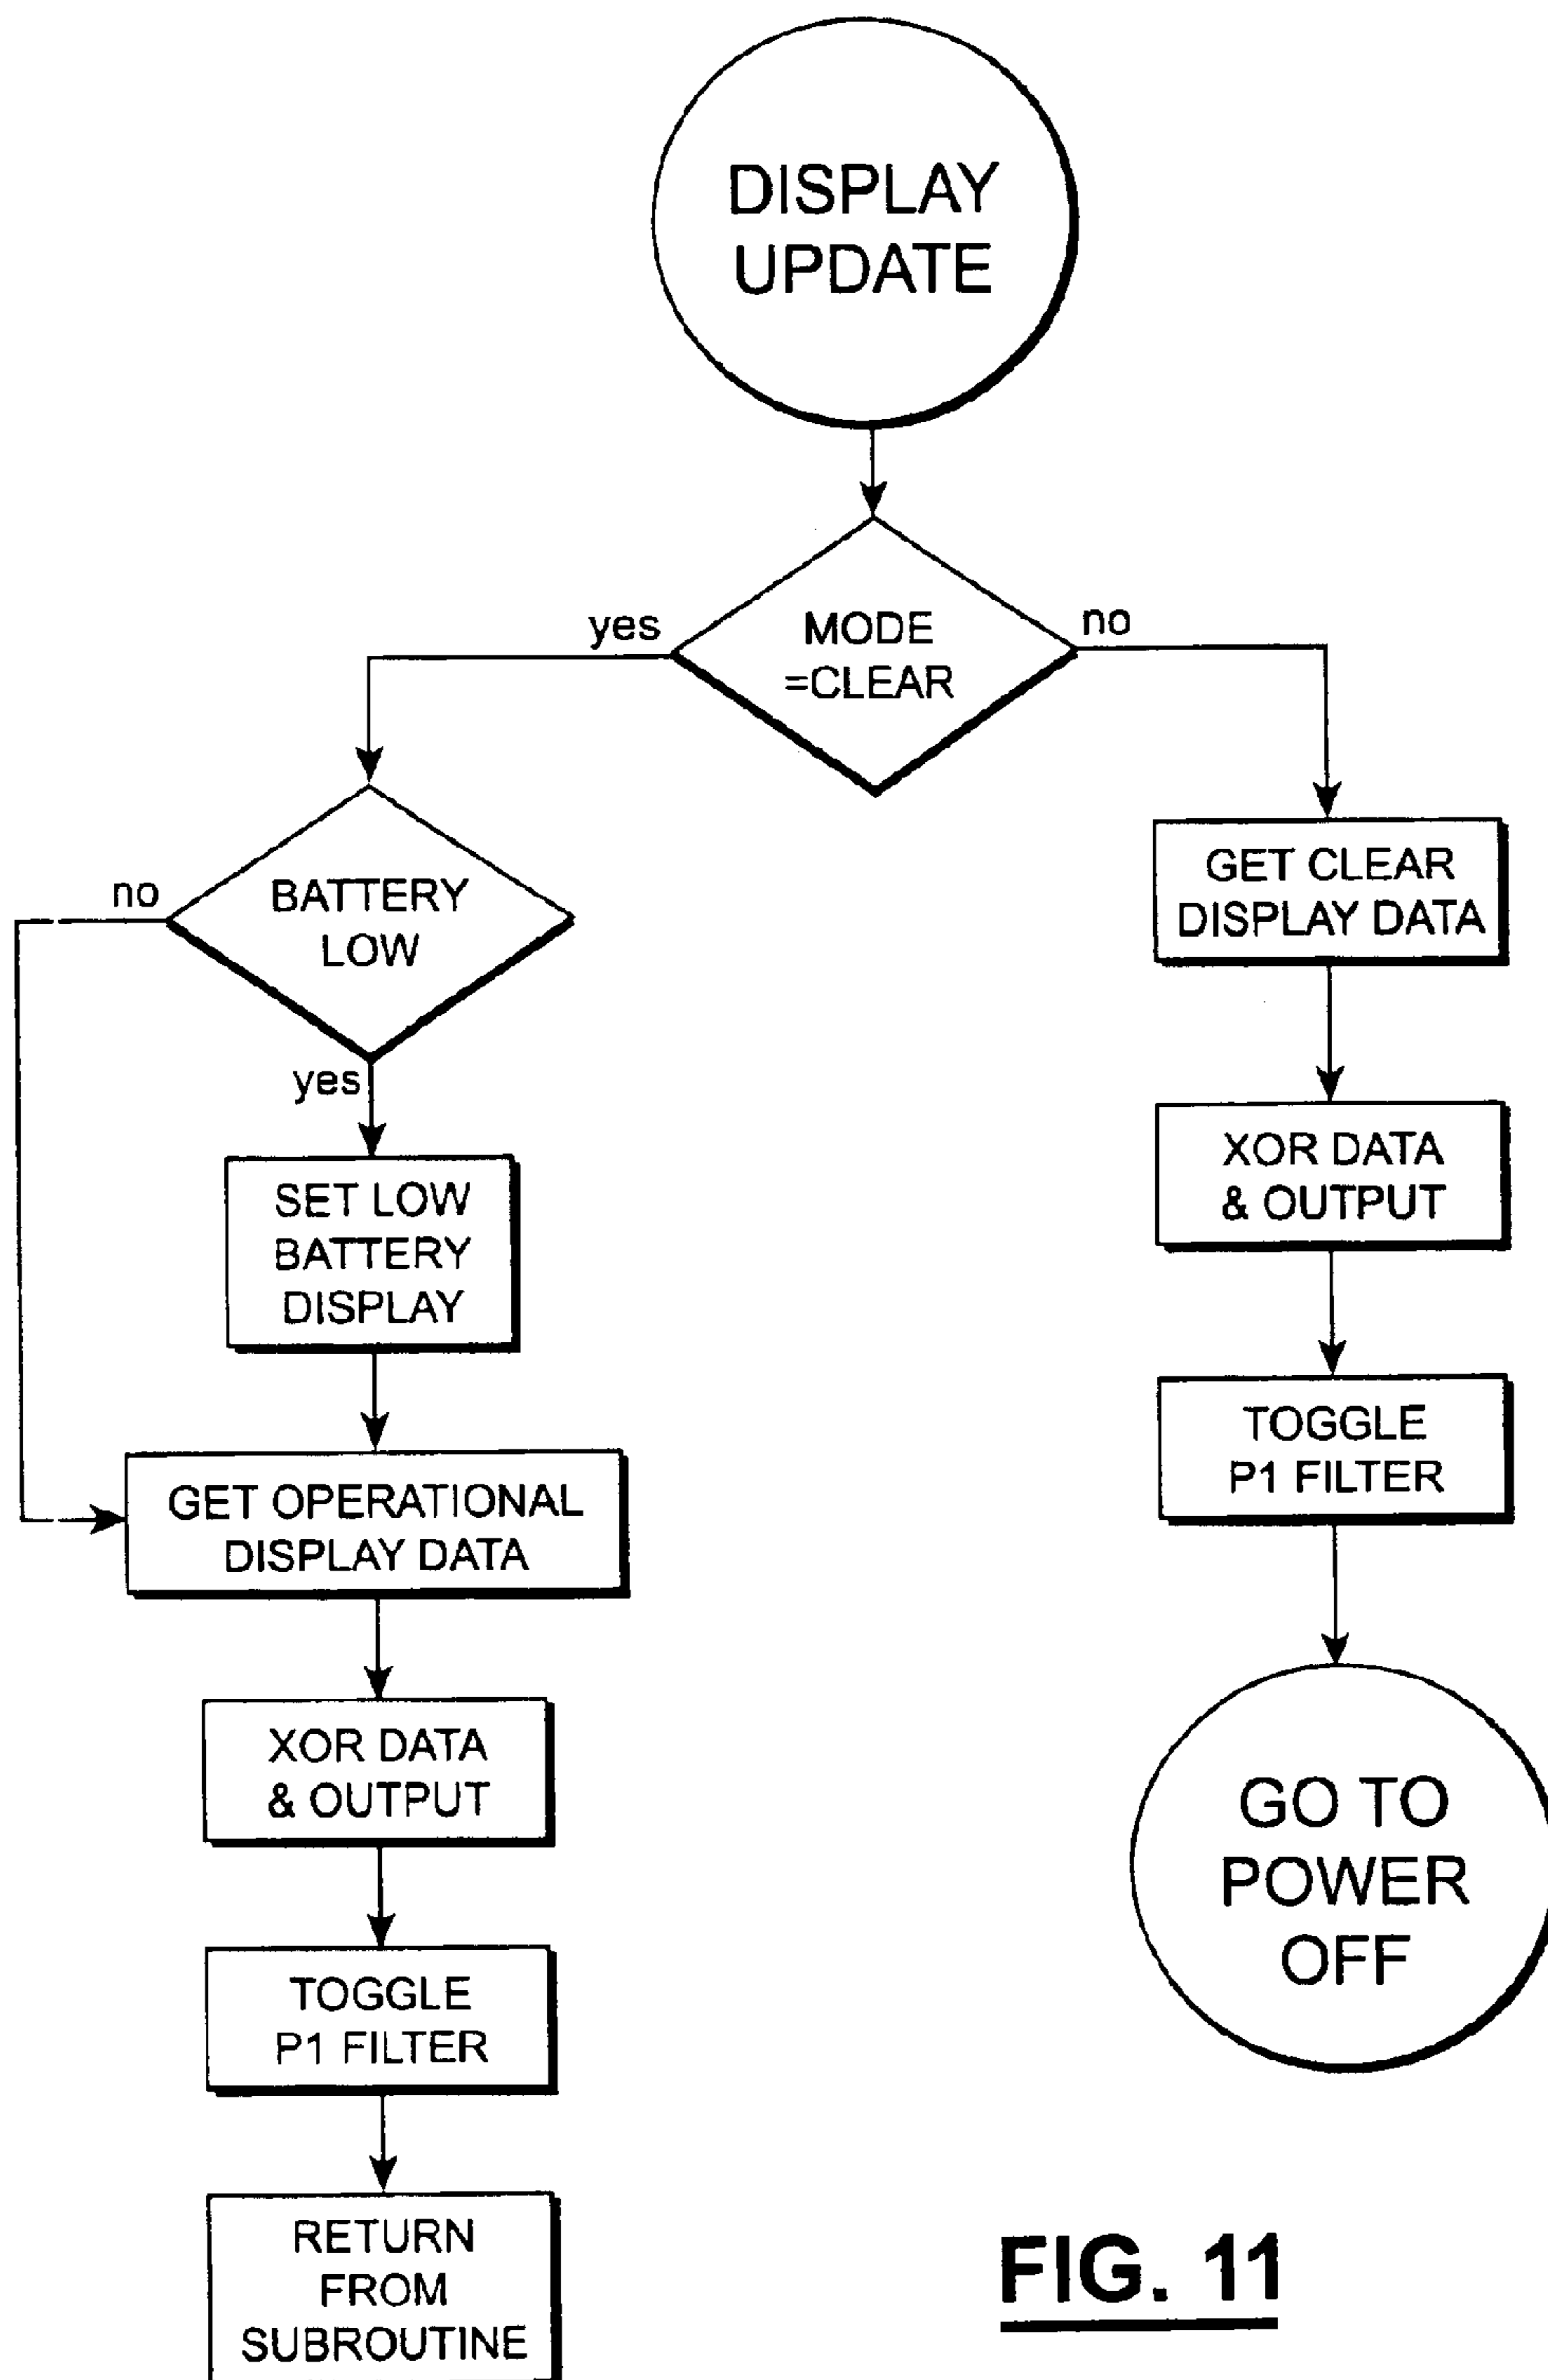 DISPLAY
UPDATE
yes
MODE
=CLEAR
no
no
BATTERY
LOW
yes
SET LOW
BATTERY
DISPLAY
GET OPERATIONAL
DISPLAY DATA
XOR DATA
& OUTPUT
TOGGLE
P1 FILTER
RETURN
FROM
SUBROUTINE
GET CLEAR
DISPLAY DATA
XOR DATA
& OUTPUT
TOGGLE
P1 FILTER
GO TO
POWER
OFF
FIG. 11